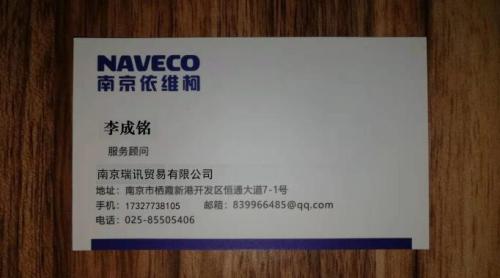 NAVECO
南京依维柯
李成铭
服务顾问
南京瑞讯贸易有限公司
地址：南京市栖霞新港开发区恒通大道7-1号
手机：17327738105 邮箱：839966485@qq.com
电话：025-85505406